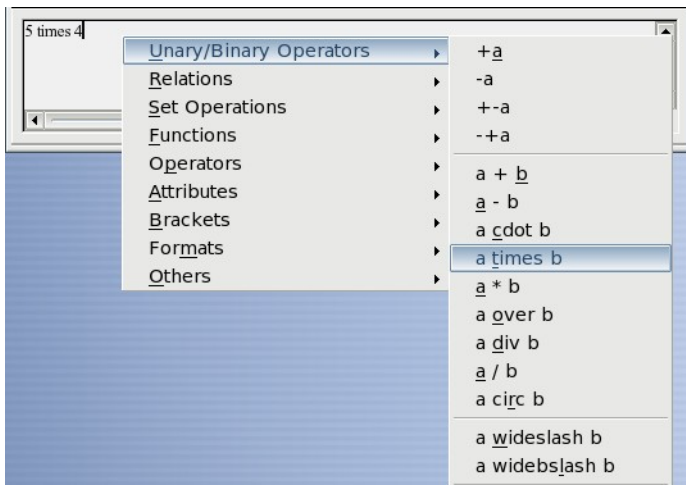 5 times 4
Unary/Binary Operators
Relations
Set Operations
Functions
Operators
Attributes
Brackets
Formats
Others
+a
-a
+-a
-+a
a + b
a - b
a cdot b
a times b
a * b
a over b
a div b
a / b
a circ b
a wideslash b
a widebslash b